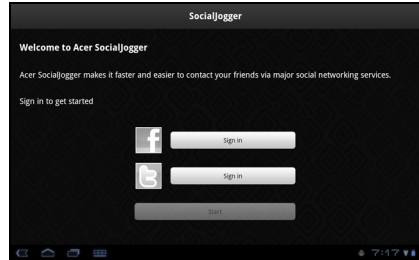 SocialJogger
Welcome to Acer SocialJogger
Acer SocialJogger makes it faster and easier to contact your friends via major social networking services.
Sign in to get started
f Sign in
t Sign in
Start
7:17